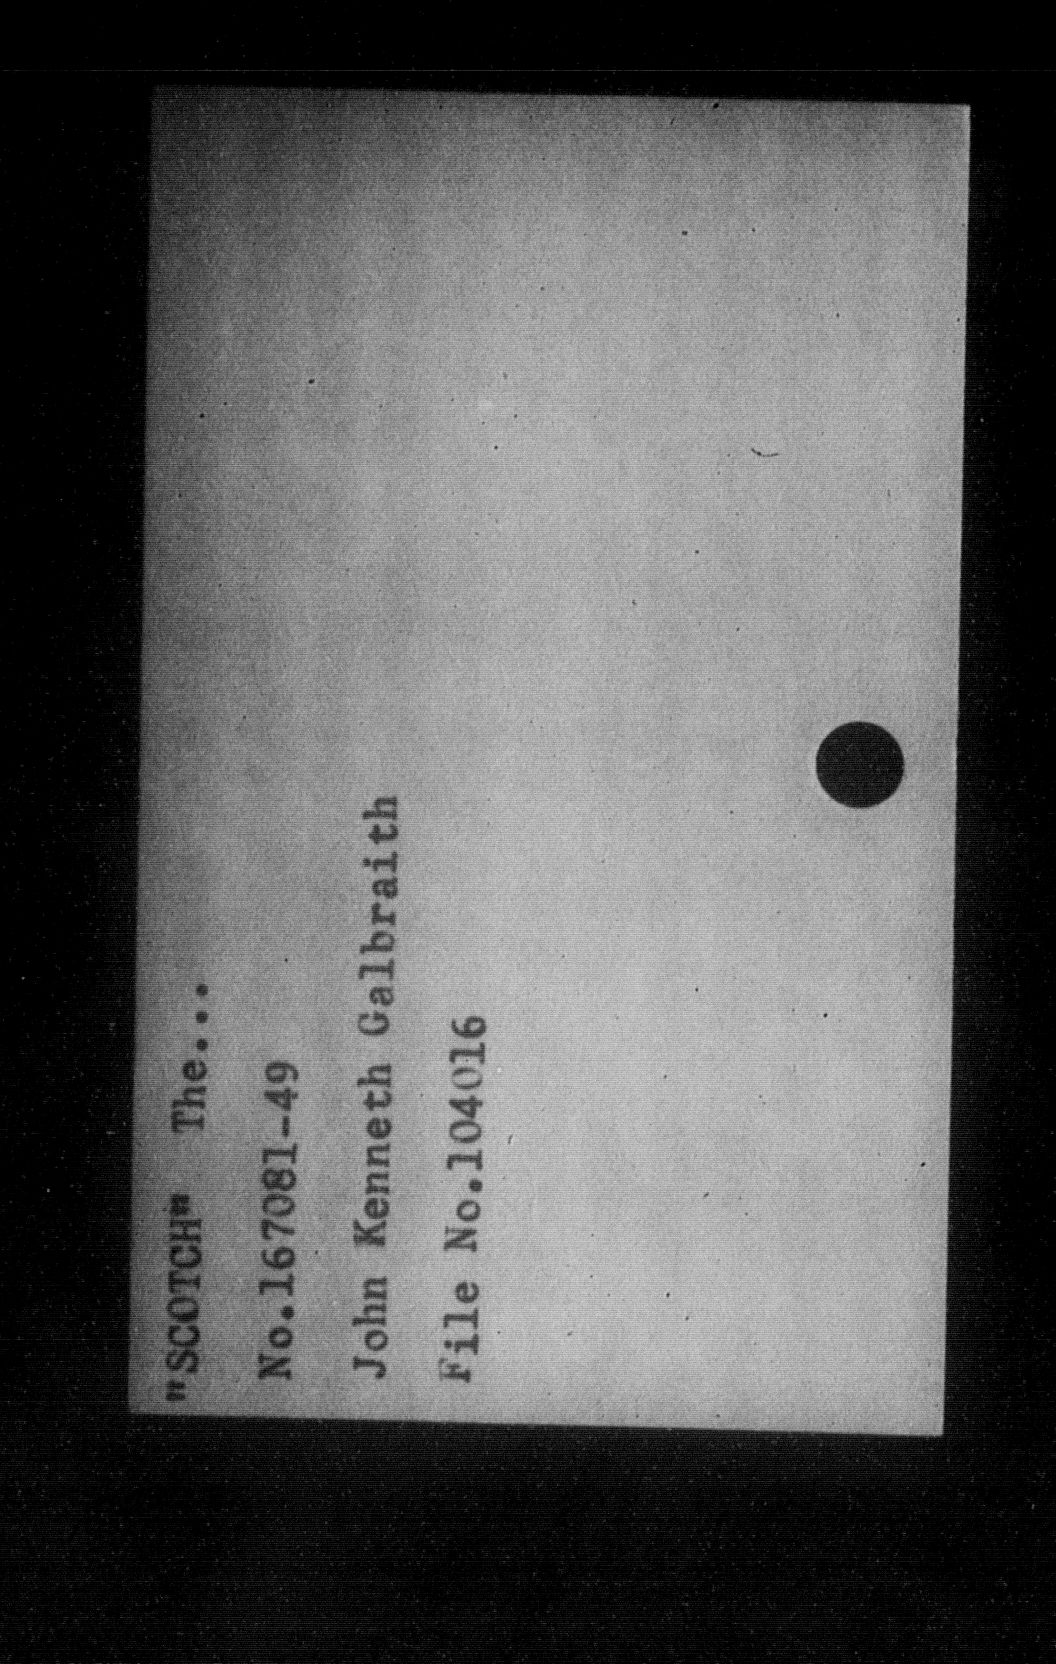 "SCOTCH" The....
No.167081-49
John Kenneth Galbraith
File No.104016